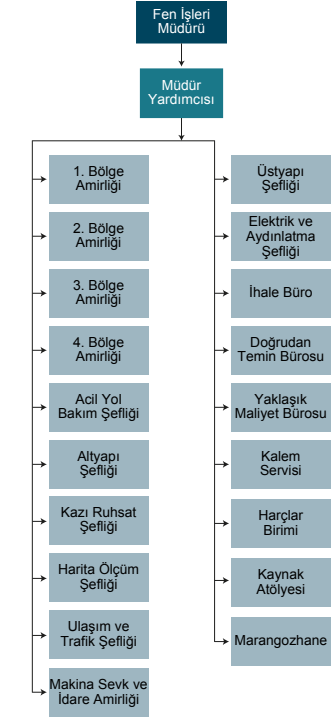 Fen İşleri
Müdürü
Müdür
Yardımcısı
1. Bölge
Amirliği
2. Bölge
Amirliği
3. Bölge
Amirliği
4. Bölge
Amirliği
Acil Yol
Bakım Şefliği
Altyapı
Şefliği
Kazı Ruhsat
Şefliği
Harita Ölçüm
Şefliği
Ulaşım ve
Trafik Şefliği
Makina Sevk ve
İdare Amirliği
Üstyapı
Şefliği
Elektrik ve
Aydınlatma
Şefliği
İhale Büro
Doğrudan
Temin Bürosu
Yaklaşık
Maliyet Bürosu
Kalem
Servisi
Harçlar
Birimi
Kaynak
Atölyesi
Marangozhane